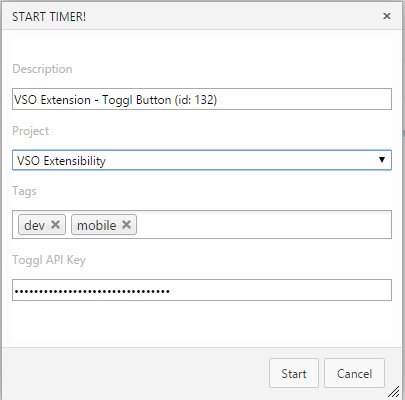 START TIMER!
Description
VSO Extension - Toggl Button (id: 132)
Project
VSO Extensibility
Tags
dev mobile
Toggl API Key
••••••••••••••••••••••••••••••••
Start Cancel